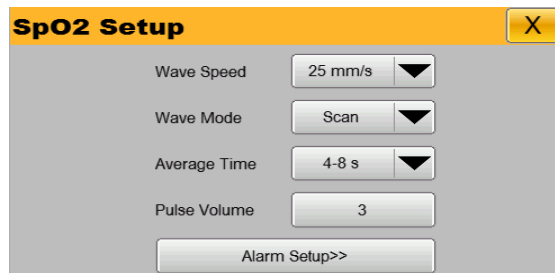 SpO2 Setup X
Wave Speed 25 mm/s
Wave Mode Scan
Average Time 4-8 s
Pulse Volume 3
Alarm Setup>>